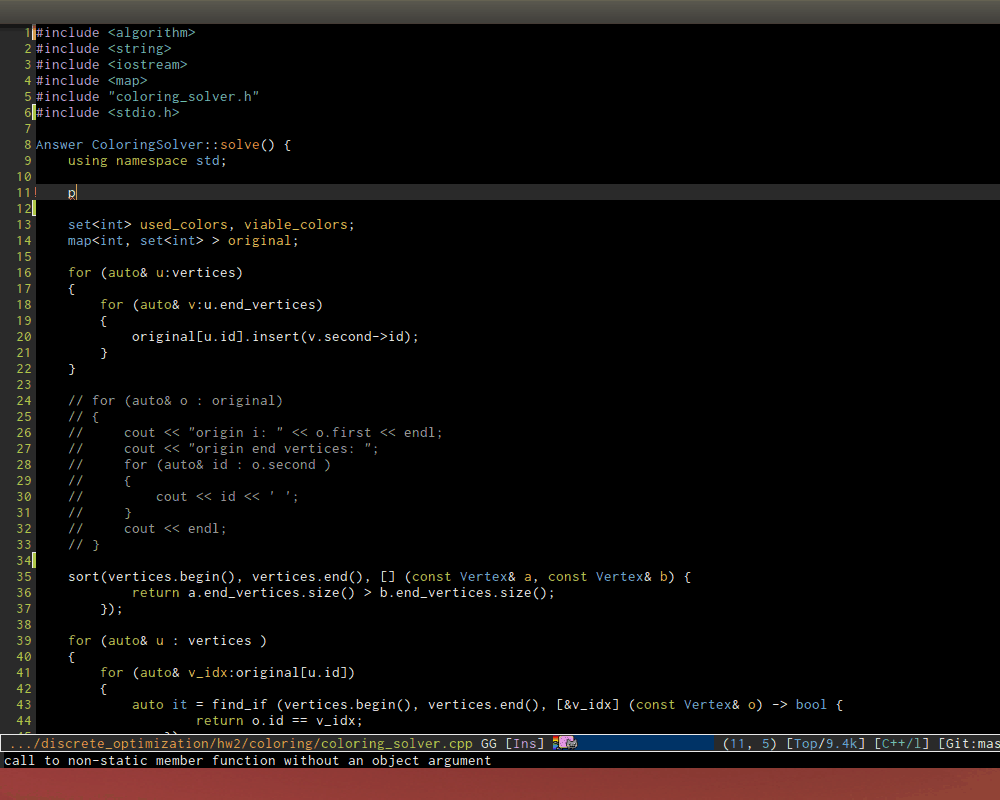 1 #include <algorithm>
2 #include <string>
3 #include <iostream>
4 #include <map>
5 #include "coloring_solver.h"
6 #include <stdio.h>
7
8 Answer ColoringSolver::solve() {
9     using namespace std;
10
11!    p
12
13    set<int> used_colors, viable_colors;
14    map<int, set<int> > original;
15
16    for (auto& u:vertices)
17    {
18        for (auto& v:u.end_vertices)
19        {
20            original[u.id].insert(v.second->id);
21        }
22    }
23
24    // for (auto& o : original)
25    // {
26    //     cout << "origin i: " << o.first << endl;
27    //     cout << "origin end vertices: ";
28    //     for (auto& id : o.second )
29    //     {
30    //         cout << id << ' ';
31    //     }
32    //     cout << endl;
33    // }
34
35    sort(vertices.begin(), vertices.end(), [] (const Vertex& a, const Vertex& b) {
36            return a.end_vertices.size() > b.end_vertices.size();
37        });
38
39    for (auto& u : vertices )
40    {
41        for (auto& v_idx:original[u.id])
42        {
43            auto it = find_if (vertices.begin(), vertices.end(), [&v_idx] (const Vertex& o) -> bool {
44                    return o.id == v_idx;
.../discrete_optimization/hw2/coloring/coloring_solver.cpp GG [Ins] (11, 5) [Top/9.4k] [C++/l] [Git:mas
call to non-static member function without an object argument